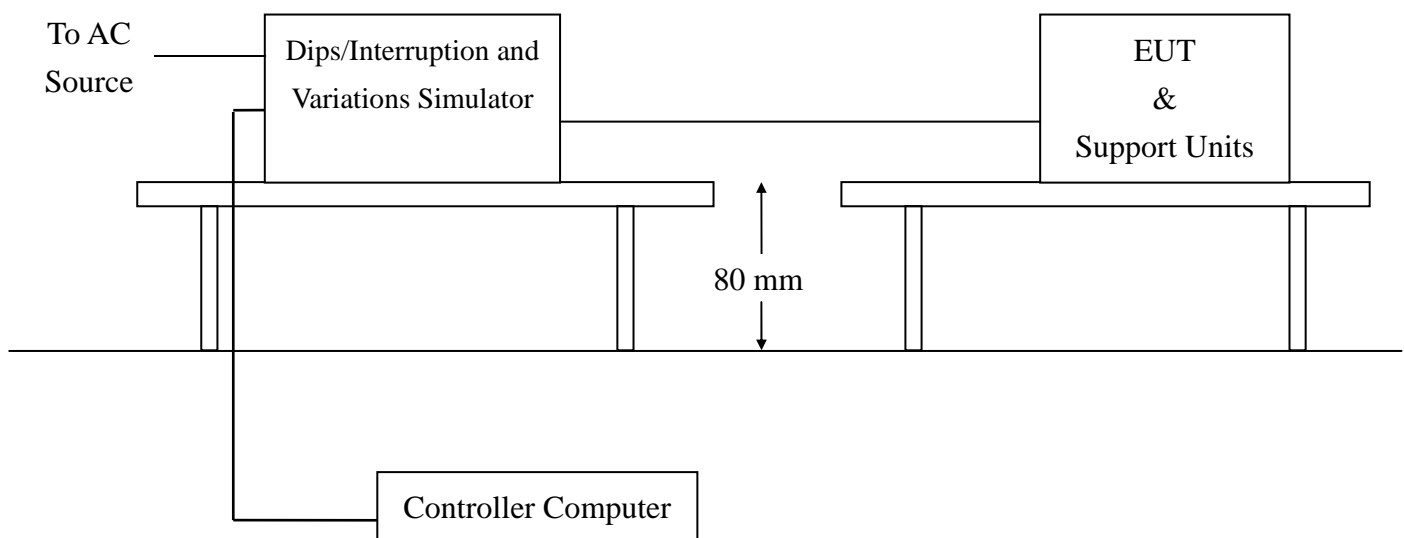 To AC
Source
Dips/Interruption and
Variations Simulator
EUT
&
Support Units
80 mm
Controller Computer